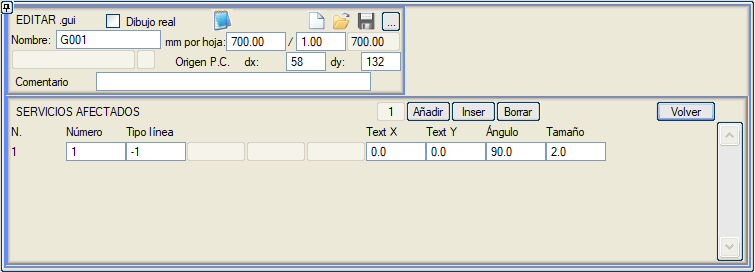 EDITAR .gui Dibujo real
Nombre: G001 mm por hoja: 700.00 / 1.00 700.00
Origen P.C. dx: 58 dy: 132
Comentario
SERVICIOS AFECTADOS 1 Añadir Inser Borrar Volver
N. Número Tipo línea Text X Text Y Ángulo Tamaño
1 1 -1 0.0 0.0 90.0 2.0